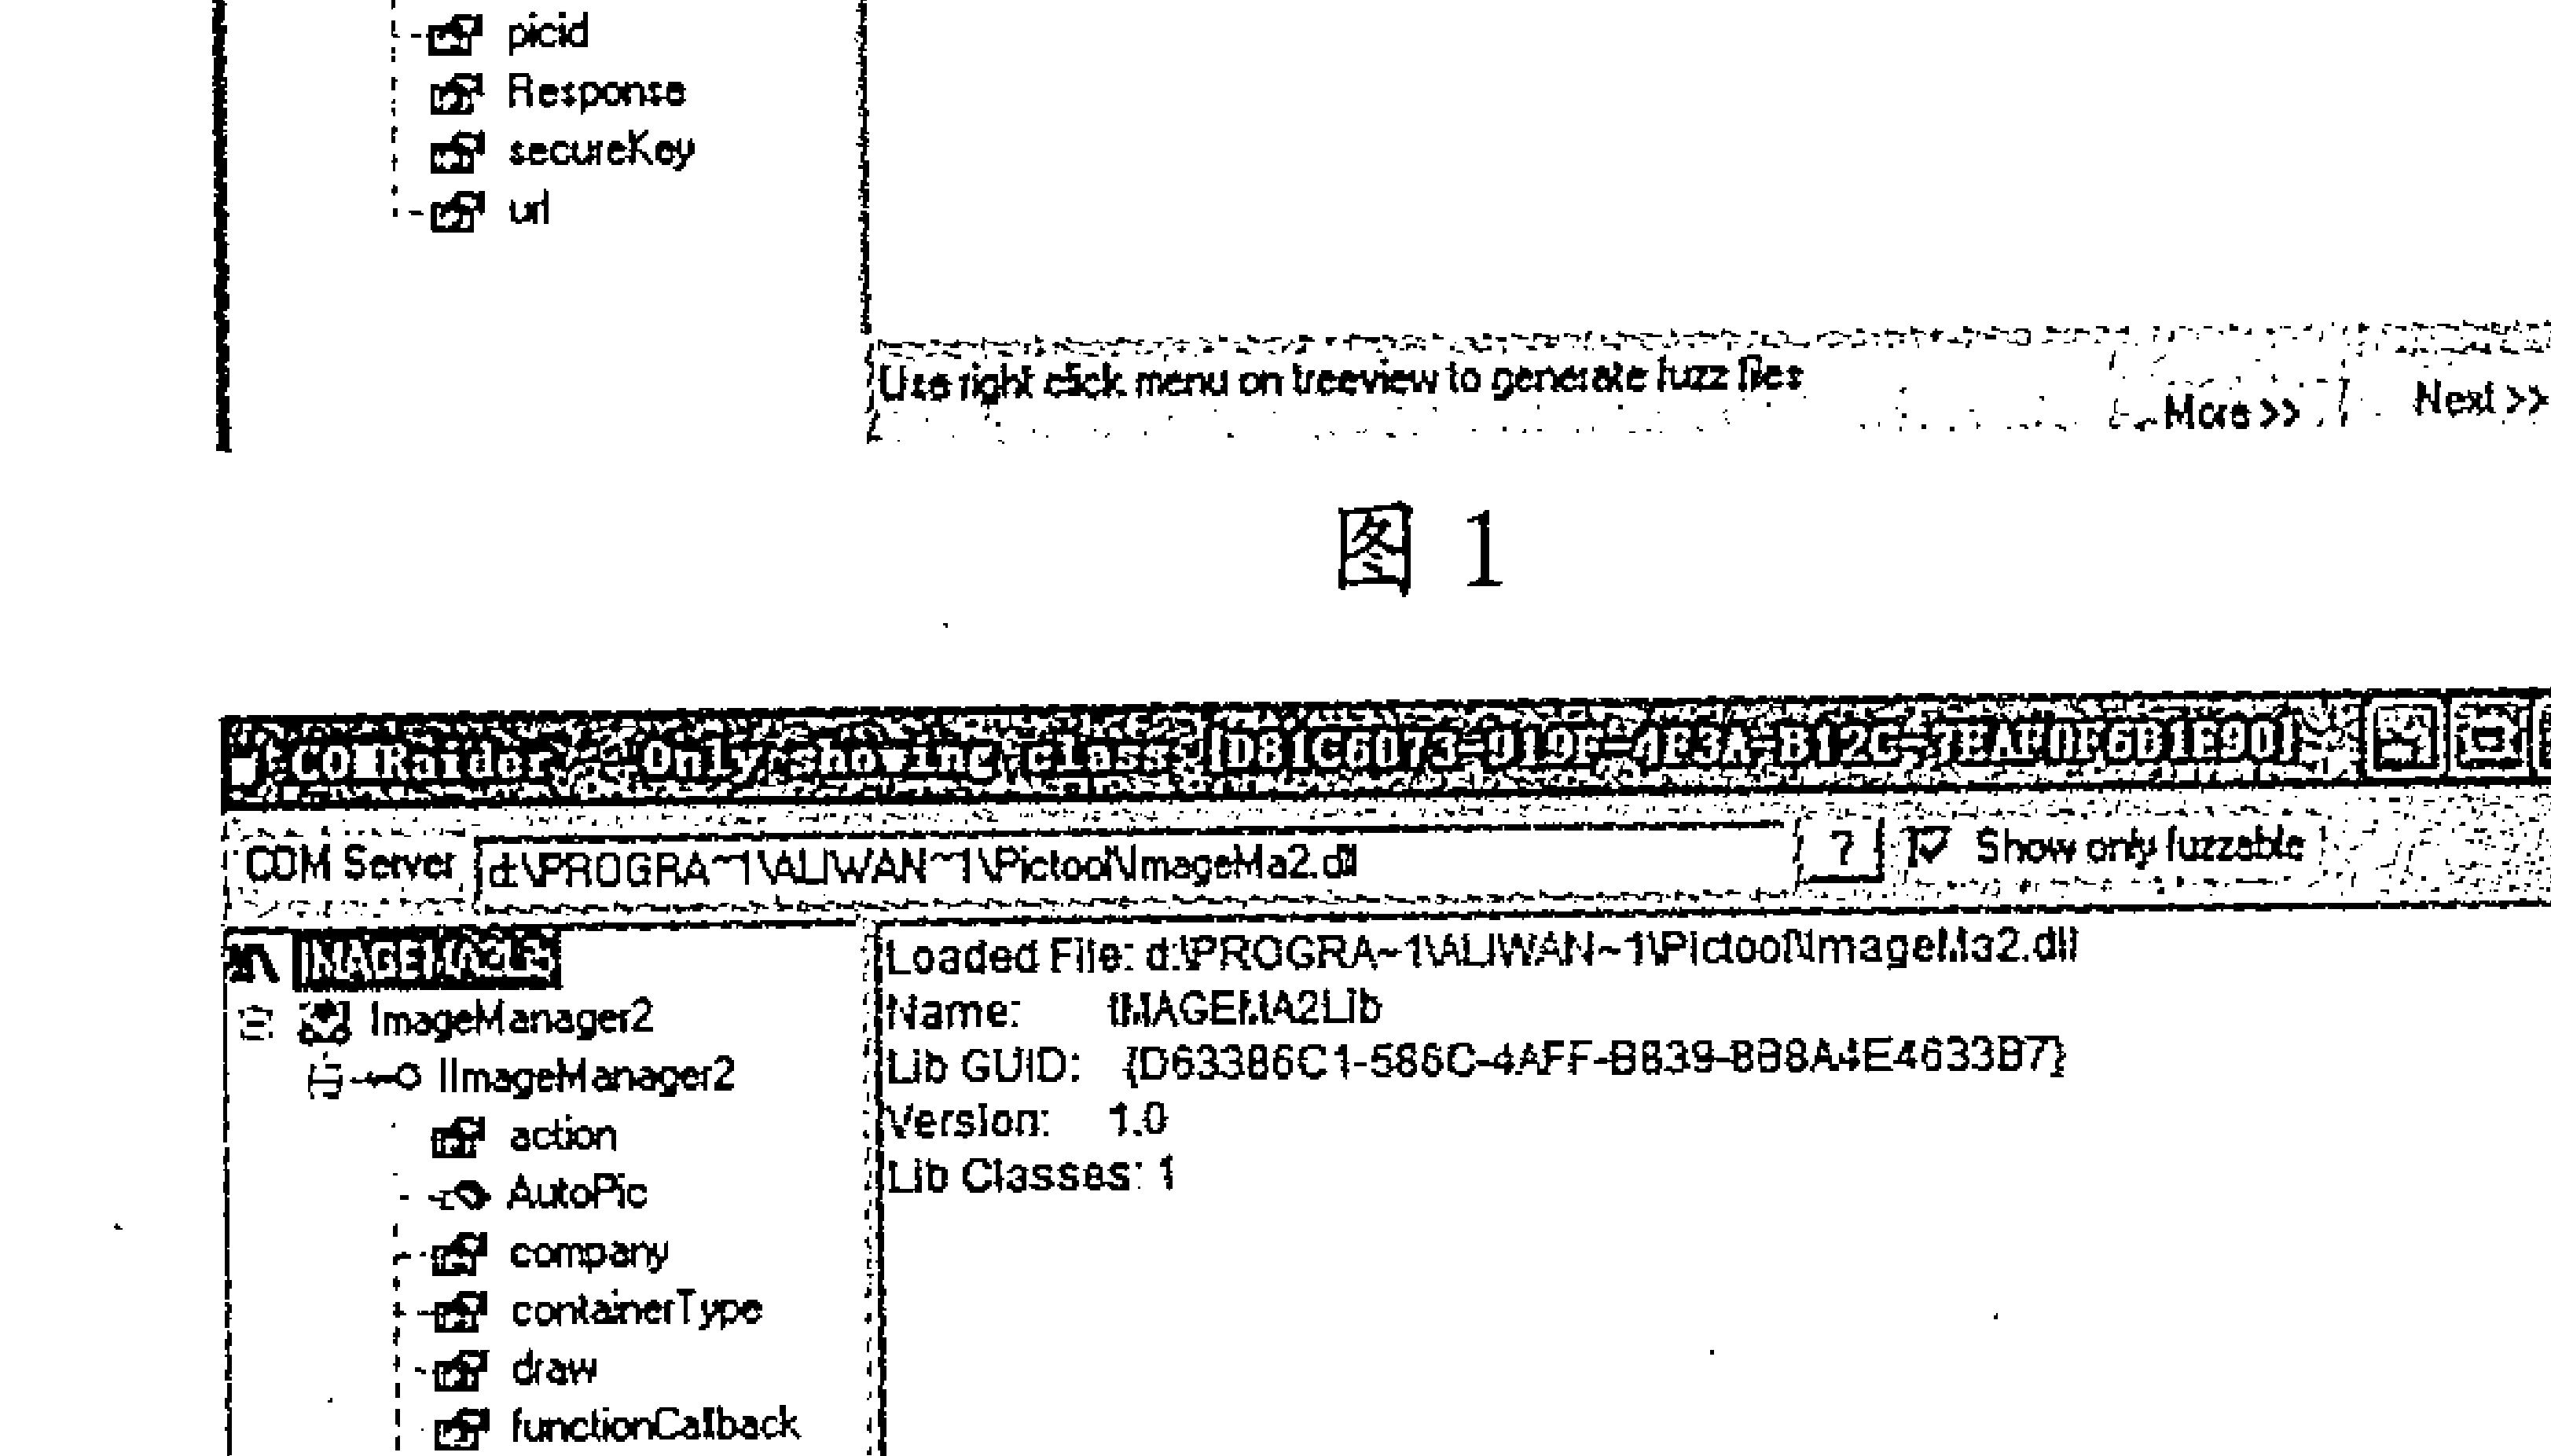 picid
Response
secureKey
url
Use right click menu on treeview to generate fuzz files
More >>
Next >>
图 1
COMRaider - Only showing class
COM Server
d:\PROGRA~1\ALIWAN~1\Pictool\ImageMa2.dll
?
Show only fuzzable
ImageManager2
IImageManager2
action
AutoPic
company
containerType
draw
functionCallback
Loaded File: d:\PROGRA~1\ALIWAN~1\Pictool\ImageMa2.dll
Name: IMAGEMA2Lib
Lib GUID:
Version: 1.0
Lib Classes: 1